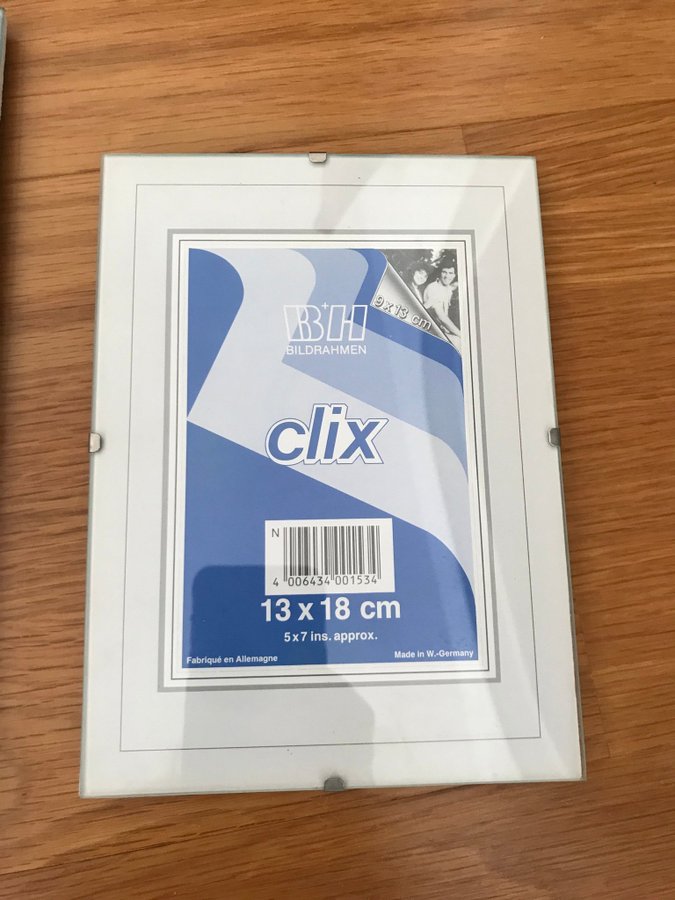 9 x 13 cm
B+H
BILDRAHMEN
clix
N
4 006434 001534
13 x 18 cm
5 x 7 ins. approx.
Fabriqué en Allemagne
Made in W.-Germany